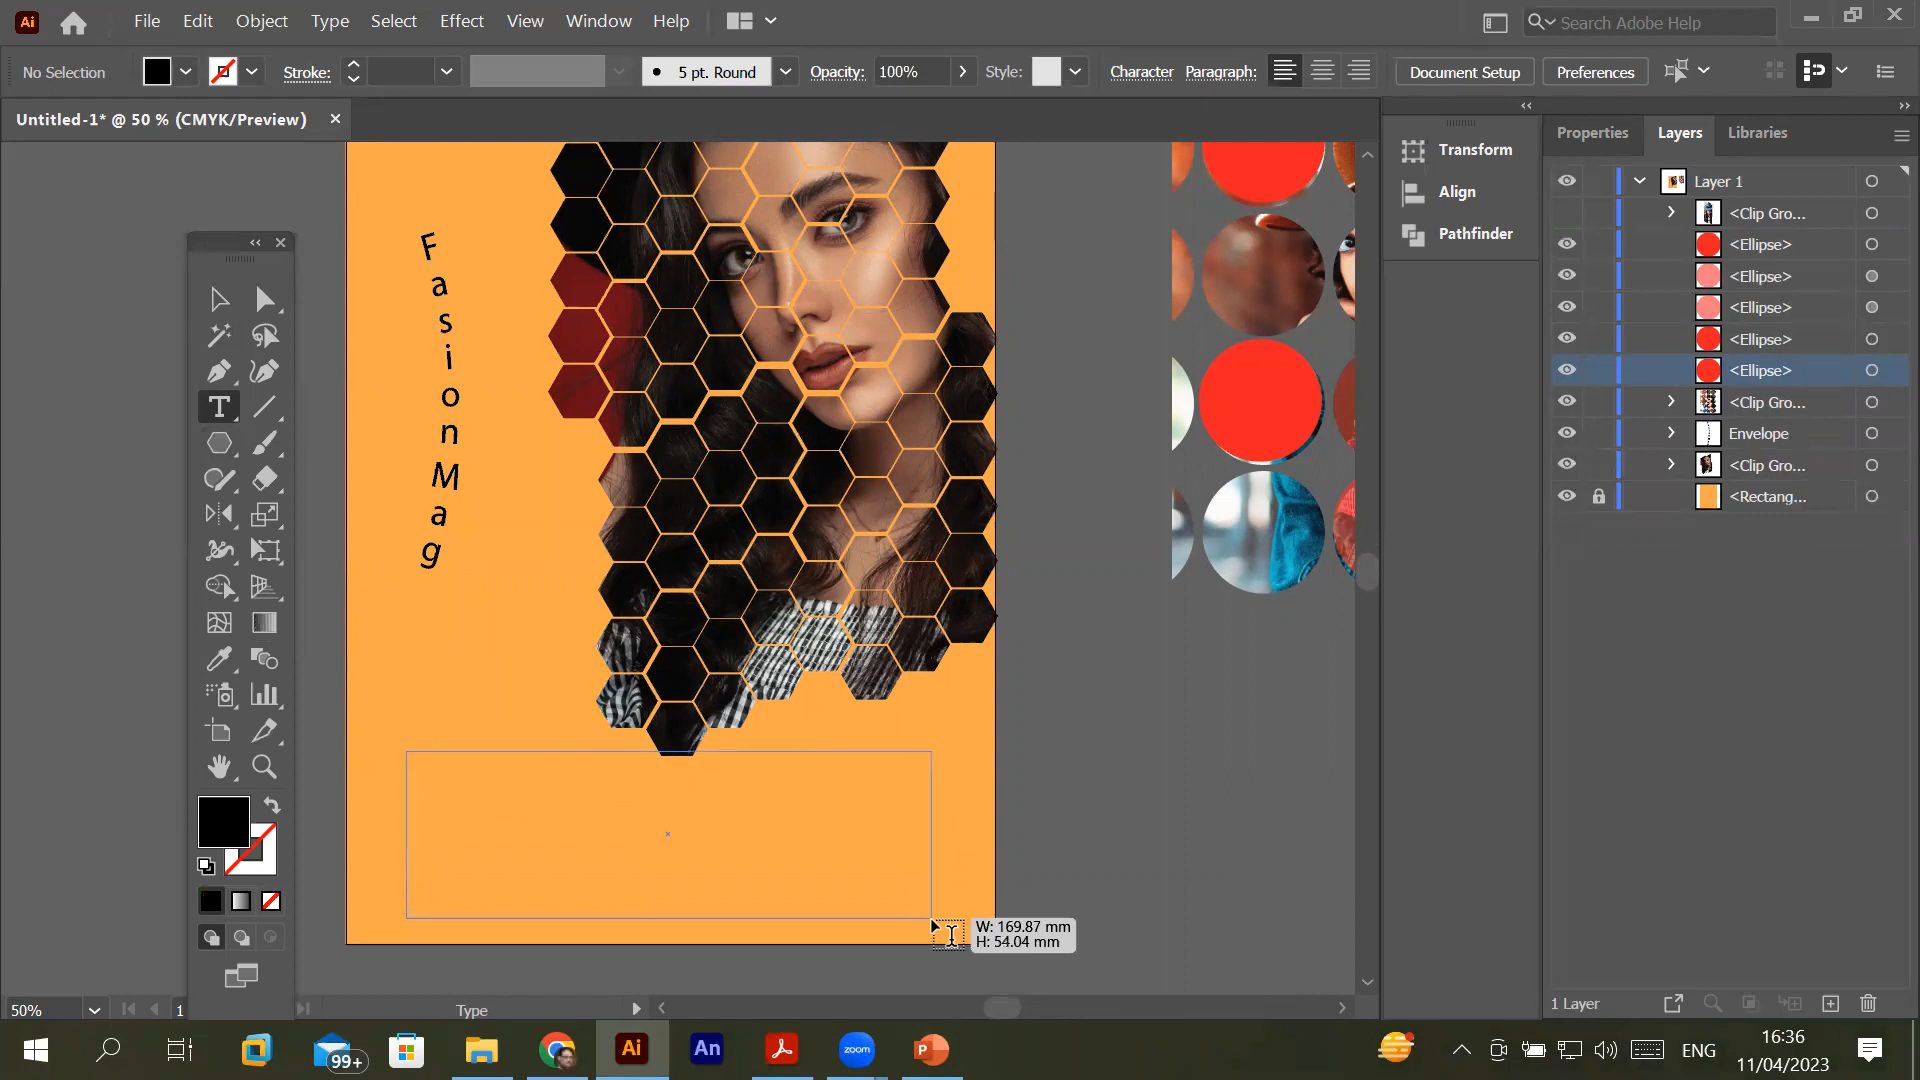 Ai File Edit Object Type Select Effect View Window Help Search Adobe Help
No Selection Stroke: 5 pt. Round Opacity: 100% Style: Character Paragraph: Document Setup Preferences
Untitled-1* @ 50 % (CMYK/Preview)
Transform
Align
Pathfinder
Properties Layers Libraries
Layer 1
<Clip Gro...
<Ellipse>
<Ellipse>
<Ellipse>
<Ellipse>
<Ellipse>
<Clip Gro...
Envelope
<Clip Gro...
<Rectang...
F
a
s
i
o
n
M
a
g
W: 169.87 mm
H: 54.04 mm
50% 1 Type
1 Layer
99+ Ai An zoom P ENG
16:36
11/04/2023